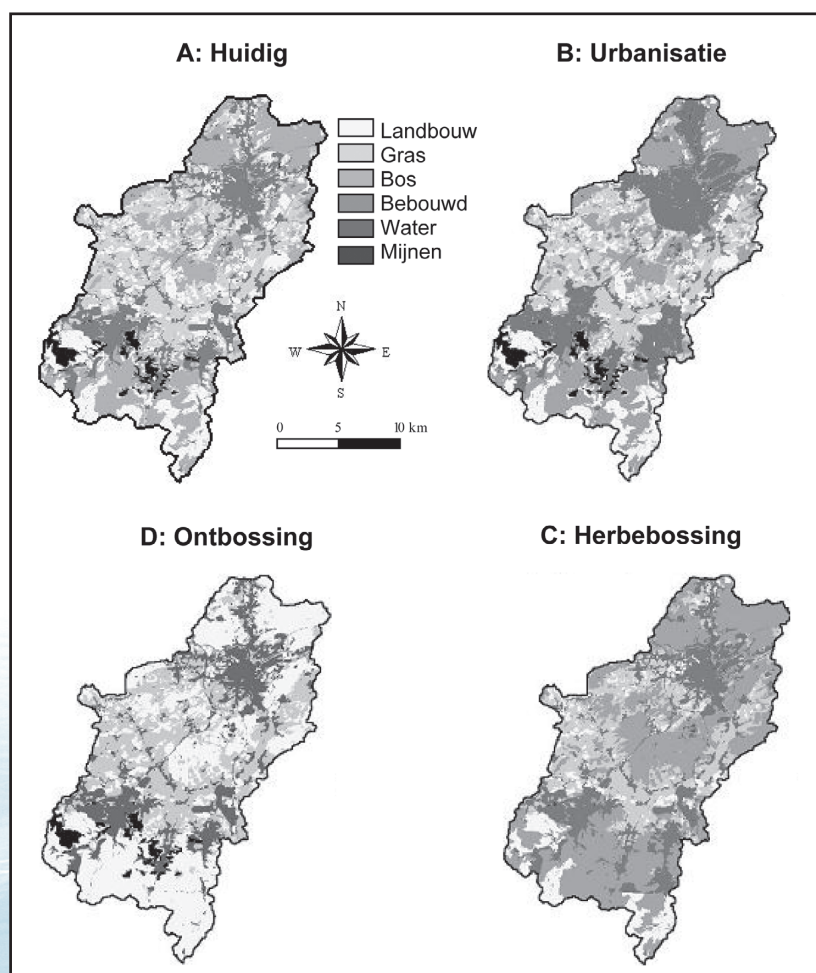 A: Huidig
B: Urbanisatie
Landbouw
Gras
Bos
Bebouwd
Water
Mijnen
N
W
E
S
0 5 10 km
D: Ontbossing
C: Herbebossing